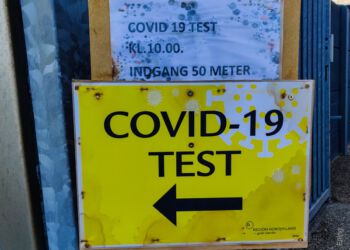 COVID 19 TEST
KL.10.00.
INDGANG 50 METER
COVID-19
TEST
REGION NORDJYLLAND